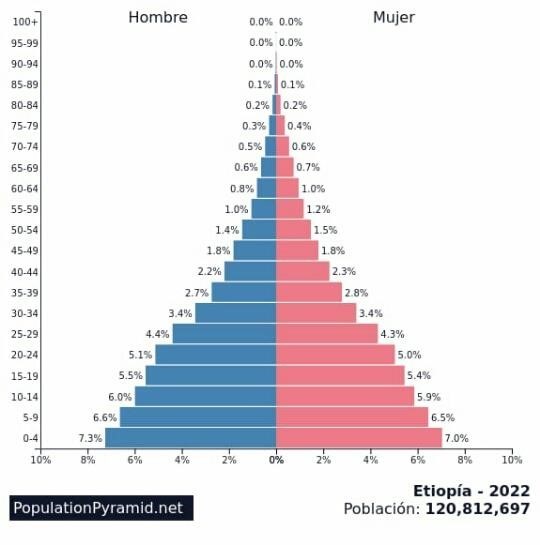 Hombre Mujer
100+ 0.0% 0.0%
95-99 0.0% 0.0%
90-94 0.0% 0.0%
85-89 0.1% 0.1%
80-84 0.2% 0.2%
75-79 0.3% 0.4%
70-74 0.5% 0.6%
65-69 0.6% 0.7%
60-64 0.8% 1.0%
55-59 1.0% 1.2%
50-54 1.4% 1.5%
45-49 1.8% 1.8%
40-44 2.2% 2.3%
35-39 2.7% 2.8%
30-34 3.4% 3.4%
25-29 4.4% 4.3%
20-24 5.1% 5.0%
15-19 5.5% 5.4%
10-14 6.0% 5.9%
5-9 6.6% 6.5%
0-4 7.3% 7.0%
10% 8% 6% 4% 2% 0% 2% 4% 6% 8% 10%
Etiopía - 2022
PopulationPyramid.net Población: 120,812,697